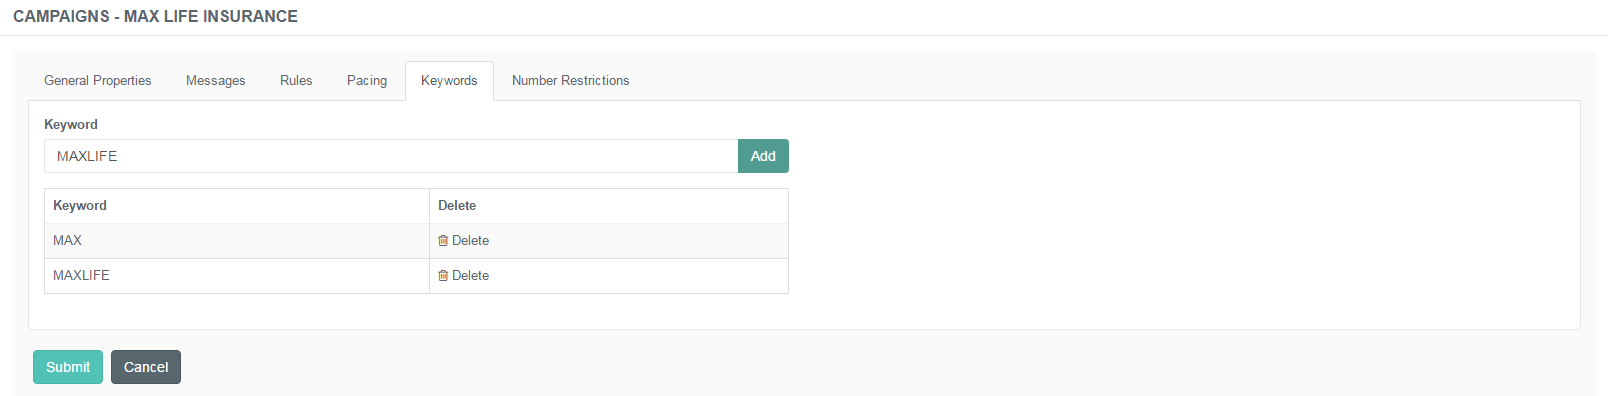 CAMPAIGNS - MAX LIFE INSURANCE
General Properties Messages Rules Pacing Keywords Number Restrictions
Keyword
MAXLIFE Add
Keyword Delete
MAX Delete
MAXLIFE Delete
Submit Cancel